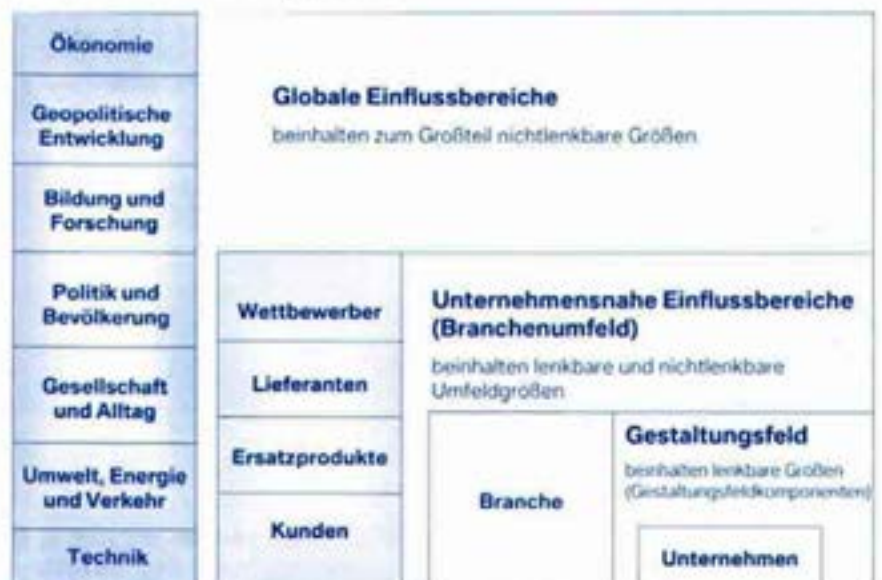 Ökonomie
Geopolitische
Entwicklung
Bildung und
Forschung
Politik und
Bevölkerung
Gesellschaft
und Alltag
Umwelt, Energie
und Verkehr
Technik
Globale Einflussbereiche
beinhalten zum Großteil nichtlenkbare Größen
Wettbewerber
Lieferanten
Ersatzprodukte
Kunden
Unternehmensnahe Einflussbereiche
(Branchenumfeld)
beinhalten lenkbare und nichtlenkbare
Umfeldgrößen
Branche
Gestaltungsfeld
beinhalten lenkbare Größen
(Gestaltungsfeldkomponenten)
Unternehmen